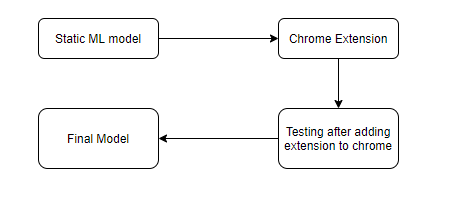 Static ML model
Chrome Extension
Final Model
Testing after adding
extension to chrome